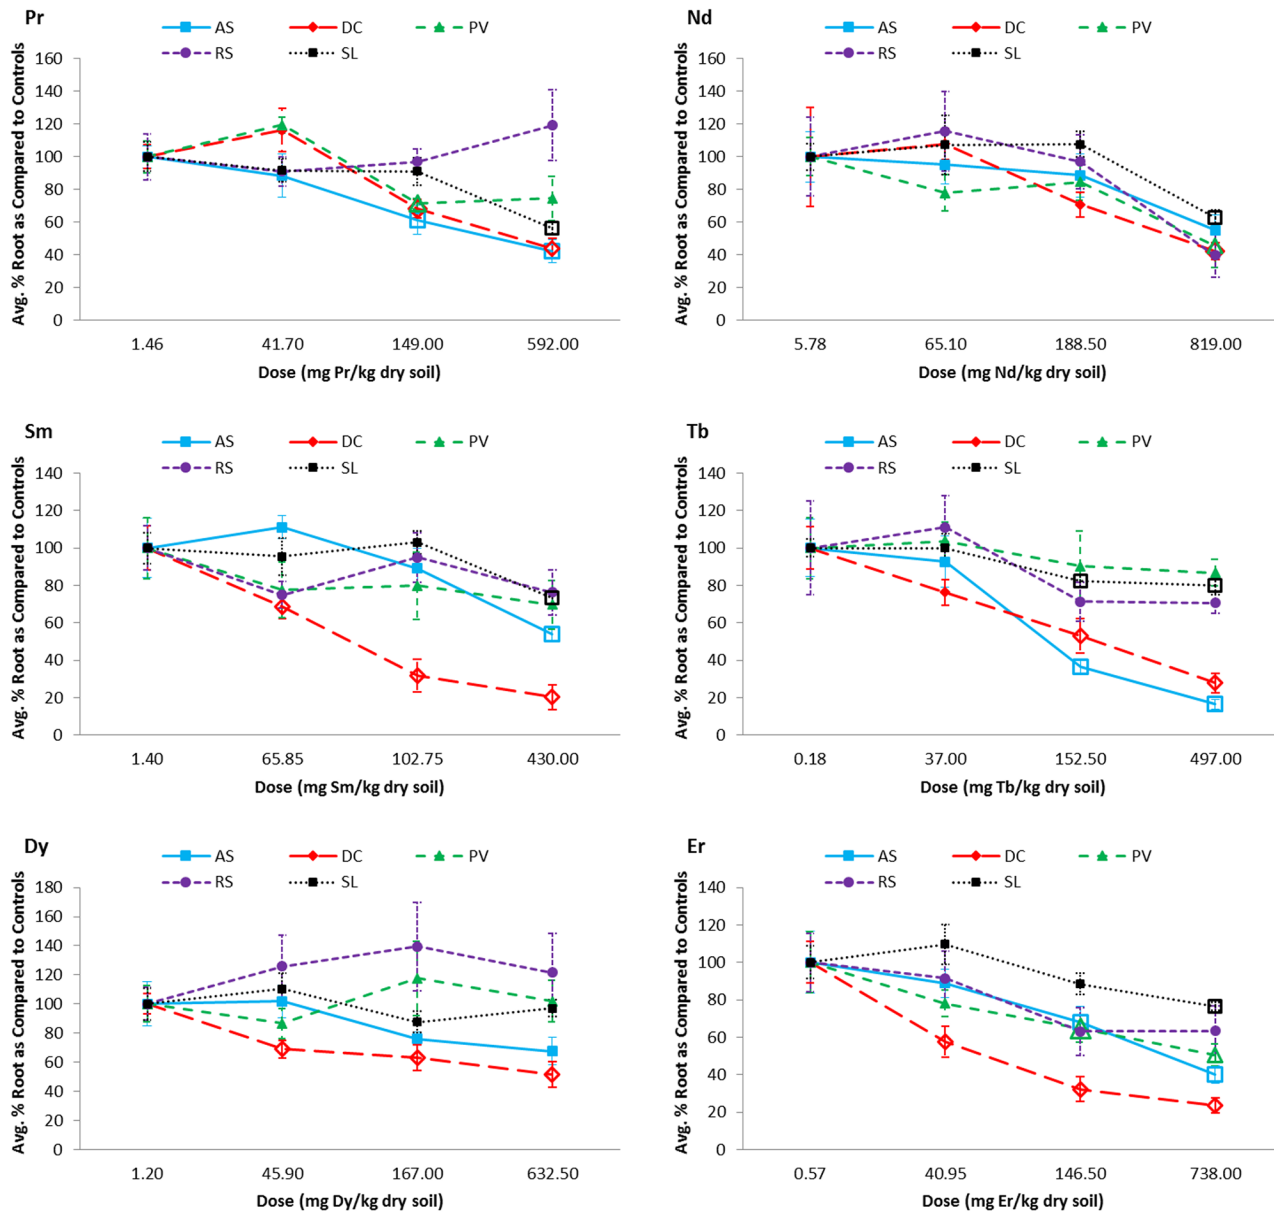 Pr
AS DC PV
RS SL
Avg. % Root as Compared to Controls
160
140
120
100
80
60
40
20
0
1.46 41.70 149.00 592.00
Dose (mg Pr/kg dry soil)
Nd
AS DC PV
RS SL
Avg. % Root as Compared to Controls
160
140
120
100
80
60
40
20
0
5.78 65.10 188.50 819.00
Dose (mg Nd/kg dry soil)
Sm
AS DC PV
RS SL
Avg. % Root as Compared to Controls
140
120
100
80
60
40
20
0
1.40 65.85 102.75 430.00
Dose (mg Sm/kg dry soil)
Tb
AS DC PV
RS SL
Avg. % Root as Compared to Controls
140
120
100
80
60
40
20
0
0.18 37.00 152.50 497.00
Dose (mg Tb/kg dry soil)
Dy
AS DC PV
RS SL
Avg. % Root as Compared to Controls
180
160
140
120
100
80
60
40
20
0
1.20 45.90 167.00 632.50
Dose (mg Dy/kg dry soil)
Er
AS DC PV
RS SL
Avg. % Root as Compared to Controls
140
120
100
80
60
40
20
0
0.57 40.95 146.50 738.00
Dose (mg Er/kg dry soil)